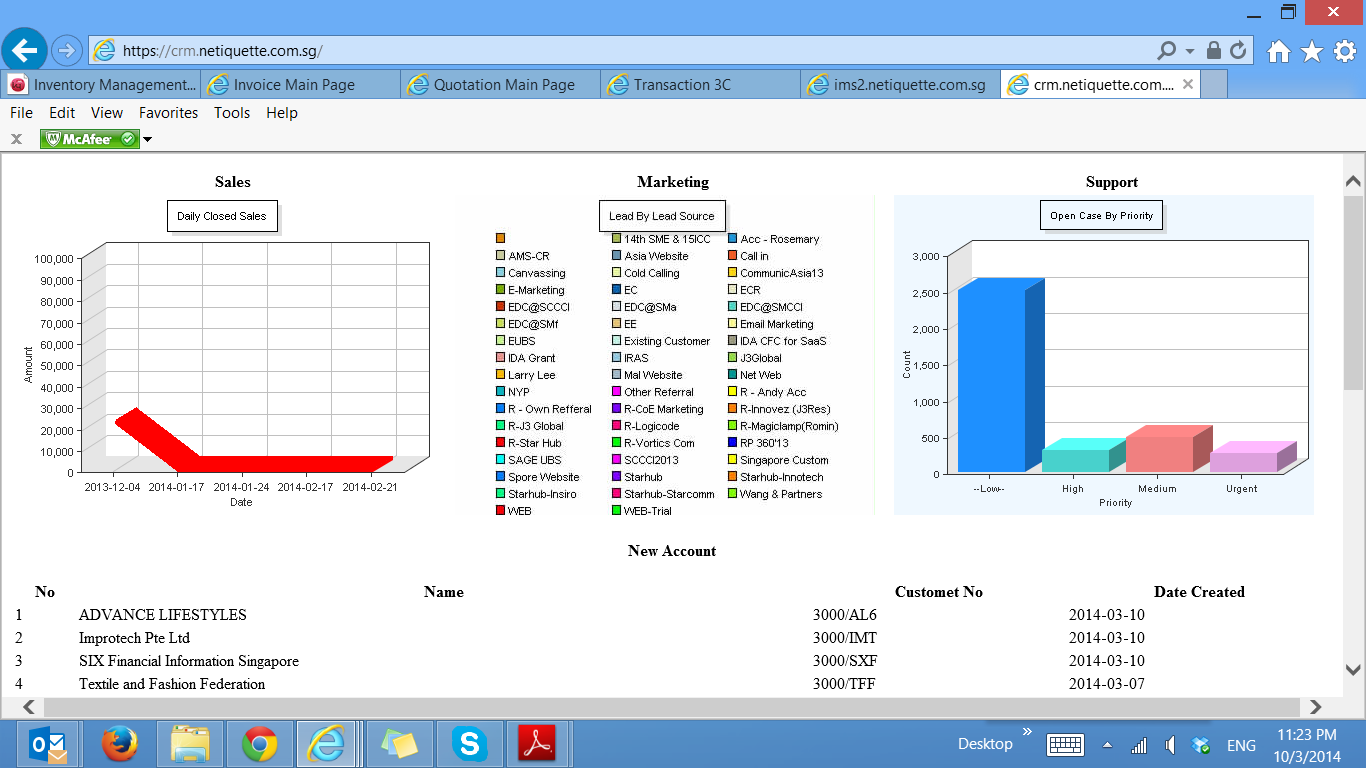 https://crm.netiquette.com.sg/
Inventory Management... Invoice Main Page Quotation Main Page Transaction 3C ims2.netiquette.com.sg crm.netiquette.com....
File Edit View Favorites Tools Help
x McAfee
Sales Marketing Support
Daily Closed Sales
100,000
90,000
80,000
70,000
60,000
50,000
40,000
30,000
20,000
10,000
0
Amount
2013-12-04 2014-01-17 2014-01-24 2014-02-17 2014-02-21
Date
Lead By Lead Source
14th SME & 15ICC Acc - Rosemary
AMS-CR Asia Website Call in
Canvassing Cold Calling CommunicAsia13
E-Marketing EC ECR
EDC@SCCCI EDC@SMa EDC@SMCCI
EDC@SMf EE Email Marketing
EUBS Existing Customer IDA CFC for SaaS
IDA Grant IRAS J3Global
Larry Lee Mal Website Net Web
NYP Other Referral R - Andy Acc
R - Own Refferal R-CoE Marketing R-Innovez (J3Res)
R-J3 Global R-Logicode R-Magiclamp(Romin)
R-Star Hub R-Vortics Com RP 360'13
SAGE UBS SCCCI2013 Singapore Custom
Spore Website Starhub Starhub-Innotech
Starhub-Insiro Starhub-Starcomm Wang & Partners
WEB WEB-Trial
Open Case By Priority
3,000
2,500
2,000
1,500
1,000
500
0
Count
--Low-- High Medium Urgent
Priority
New Account
No Name Customet No Date Created
1 ADVANCE LIFESTYLES 3000/AL6 2014-03-10
2 Improtech Pte Ltd 3000/IMT 2014-03-10
3 SIX Financial Information Singapore 3000/SXF 2014-03-10
4 Textile and Fashion Federation 3000/TFF 2014-03-07
Desktop » ENG 11:23 PM
10/3/2014